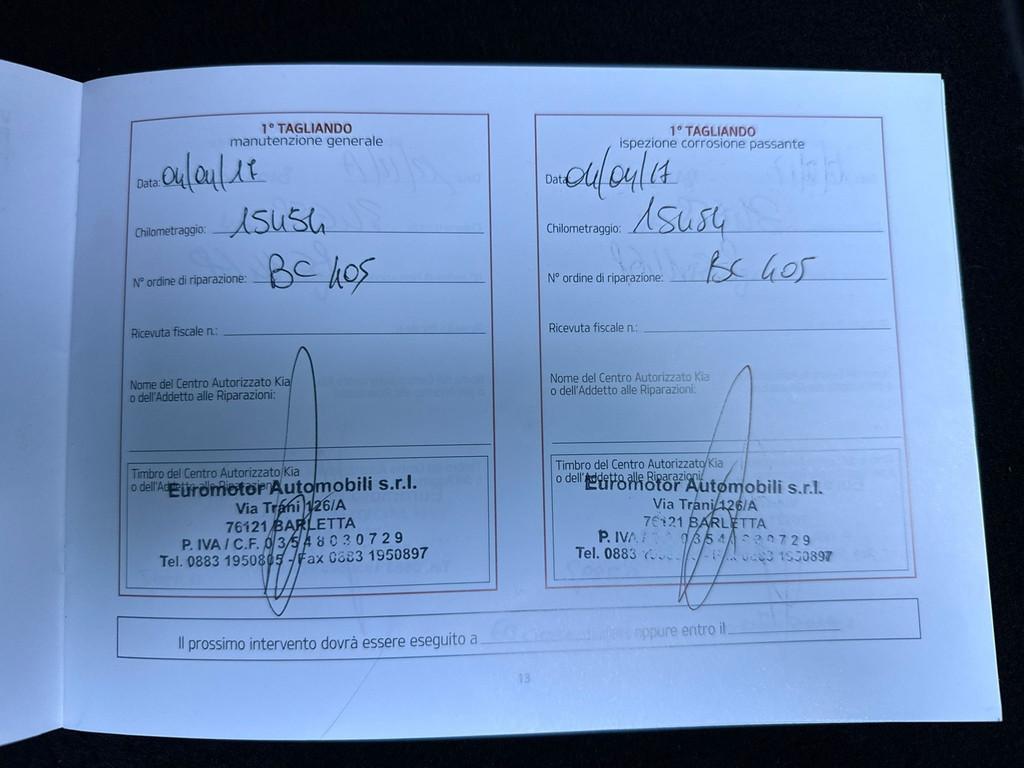 1° TAGLIANDO
manutenzione generale
Data: 04/04/17
Chilometraggio: 15454
N° ordine di riparazione: BC 405
Ricevuta fiscale n.:
Nome del Centro Autorizzato Kia
o dell'Addetto alle Riparazioni:
Timbro del Centro Autorizzato Kia
o dell'Addetto alle Riparazioni:
Euromotor Automobili s.r.l.
Via Trani 126/A
76121 BARLETTA
P. IVA / C.F. 03548030729
Tel. 0883 1950805 - Fax 0883 1950897
1° TAGLIANDO
ispezione corrosione passante
Data: 04/04/17
Chilometraggio: 15454
N° ordine di riparazione: BC 405
Ricevuta fiscale n.:
Nome del Centro Autorizzato Kia
o dell'Addetto alle Riparazioni:
Timbro del Centro Autorizzato Kia
o dell'Addetto alle Riparazioni:
Euromotor Automobili s.r.l.
Via Trani 126/A
76121 BARLETTA
P. IVA
Tel. 0883 0883 1950897
Il prossimo intervento dovrà essere eseguito a oppure entro il
13